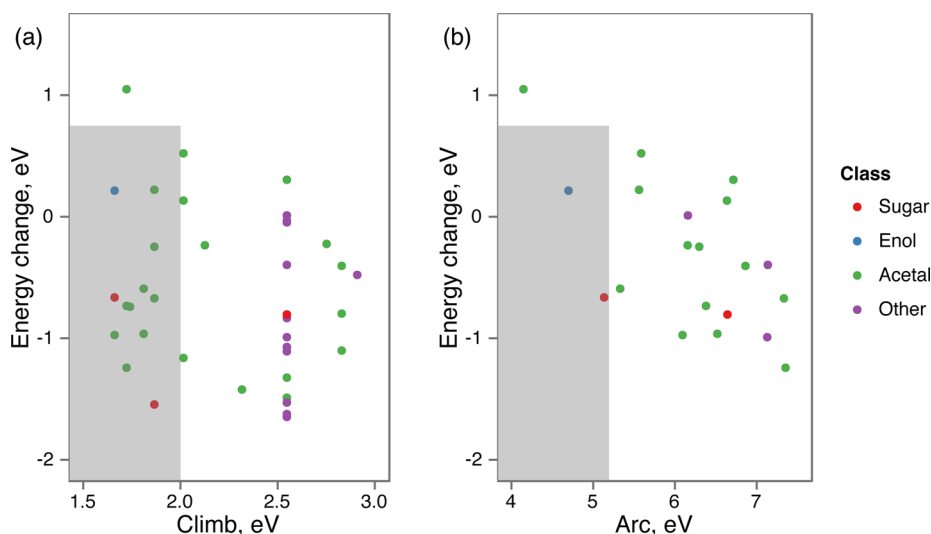 (a)
Energy change, eV
1
0
-1
-2
1.5 2.0 2.5 3.0
Climb, eV
(b)
Energy change, eV
1
0
-1
-2
4 5 6 7
Arc, eV
Class
Sugar
Enol
Acetal
Other